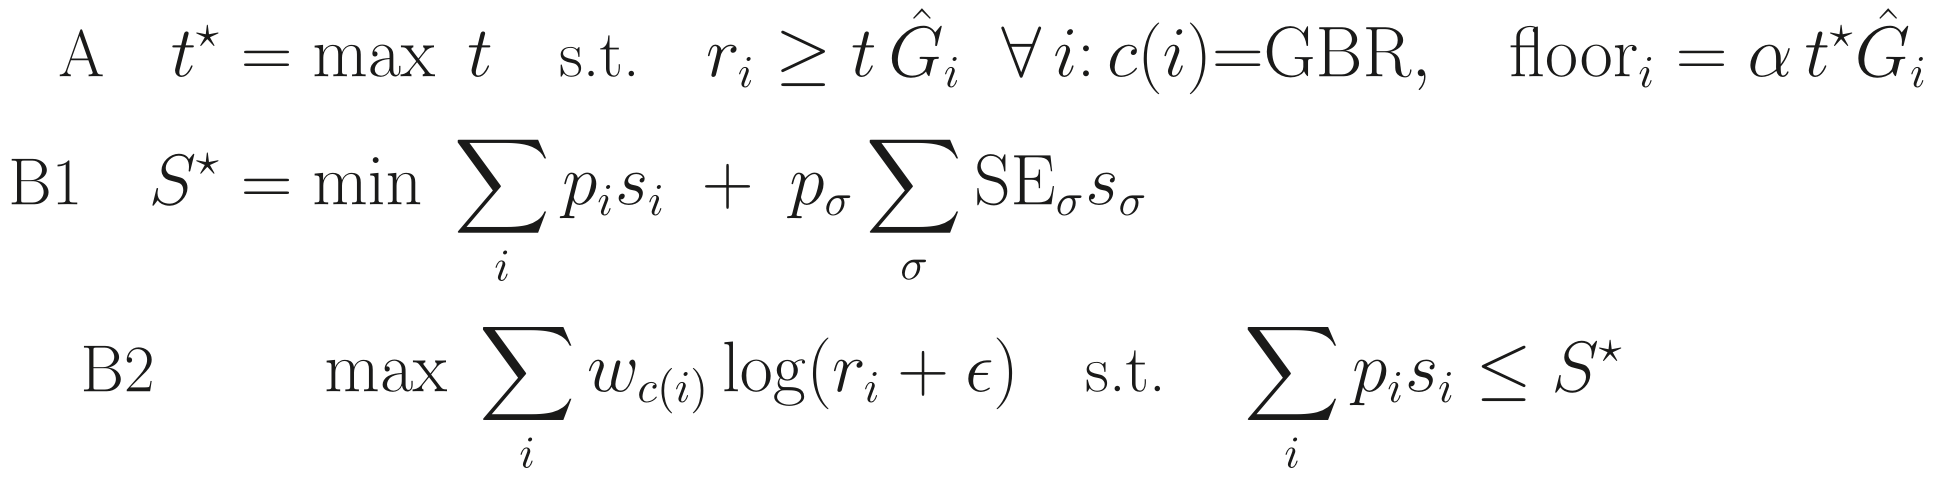 A t⋆ = max t s.t. rᵢ ≥ t Ĝᵢ ∀ i: c(i)=GBR, floorᵢ = α t⋆Ĝᵢ
B1 S⋆ = min ∑ᵢ pᵢsᵢ + p_σ ∑_σ SE_σ s_σ
B2 max ∑ᵢ w_c(i) log(rᵢ + ϵ) s.t. ∑ᵢ pᵢsᵢ ≤ S⋆